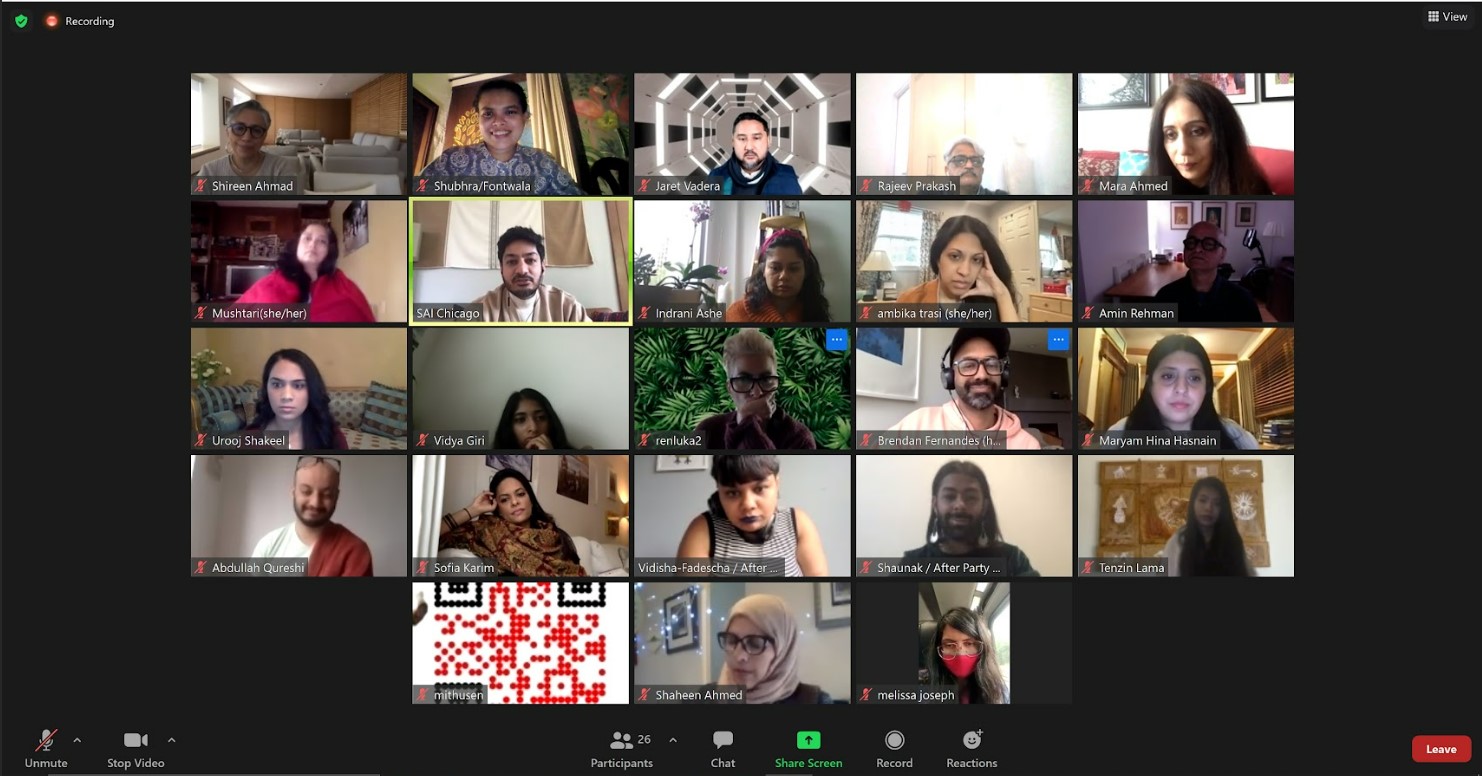 Recording
View
Shireen Ahmad
Shubhra/Fontwala
Jaret Vadera
Rajeev Prakash
Mara Ahmed
Mushtari(she/her)
SAI Chicago
Indrani Ashe
ambika trasi (she/her)
Amin Rehman
Urooj Shakeel
Vidya Giri
renluka2
Brendan Fernandes (h...
Maryam Hina Hasnain
Abdullah Qureshi
Sofia Karim
Vidisha-Fadescha / After ...
Shaunak / After Party ...
Tenzin Lama
mithusen
Shaheen Ahmed
melissa joseph
Unmute
Stop Video
26
Participants
Chat
Share Screen
Record
Reactions
Leave